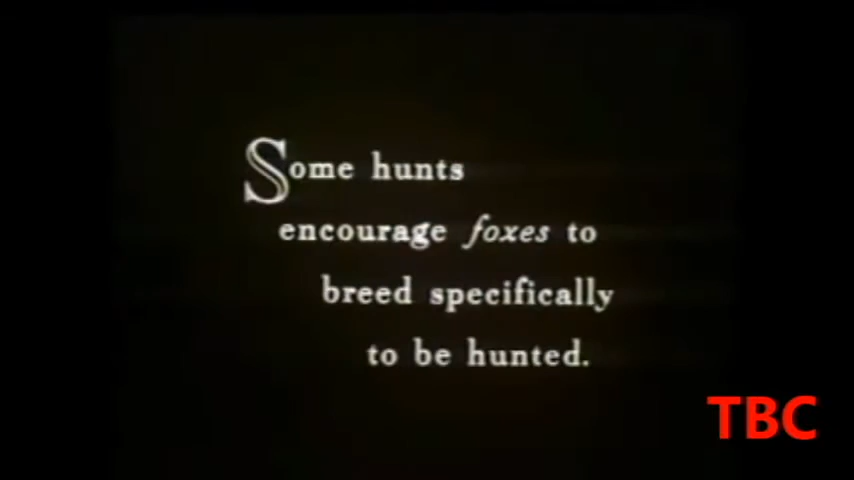 Some hunts
encourage foxes to
breed specifically
to be hunted.
TBC